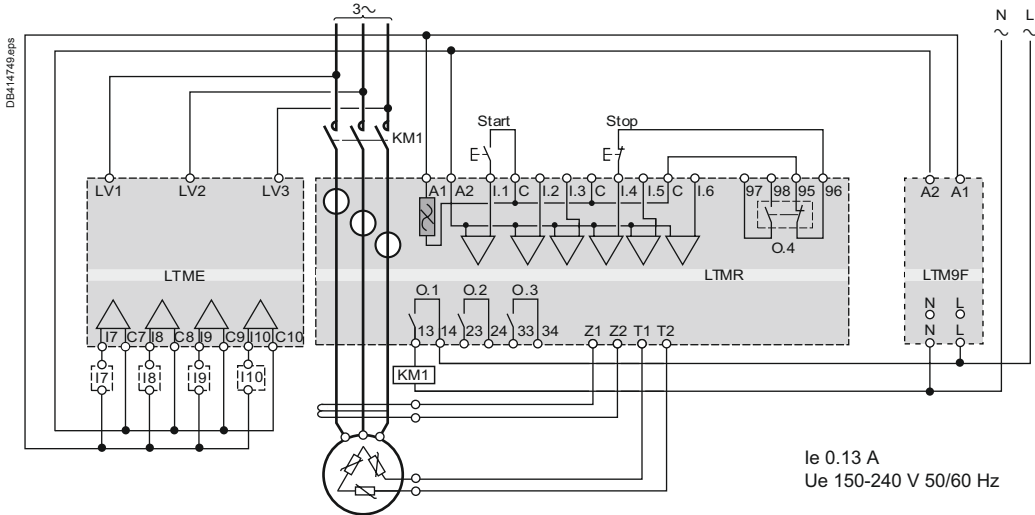 3~
N L
~ ~
DB414749.eps
Start Stop
KM1
LV1 LV2 LV3
A1 A2 I.1 C I.2 I.3 C I.4 I.5 C I.6 97 98 95 96
A2 A1
O.4
LTME LTMR LTM9F
O.1 O.2 O.3
N L
I7 C7 I8 C8 I9 C9 I10 C10
13 14 23 24 33 34 Z1 Z2 T1 T2
N L
I7 I8 I9 I10
KM1
Ie 0.13 A
Ue 150-240 V 50/60 Hz